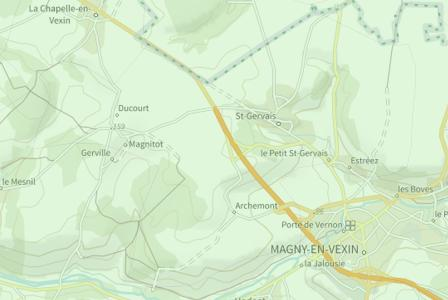 La Chapelle-en-
Vexin
Ducourt
159
St-Gervais
Magnitot
Gerville
le Petit St-Gervais
Estréez
le Mesnil
les Boves
Archemont
Porte de Vernon
MAGNY-EN-VEXIN
la Jalousie